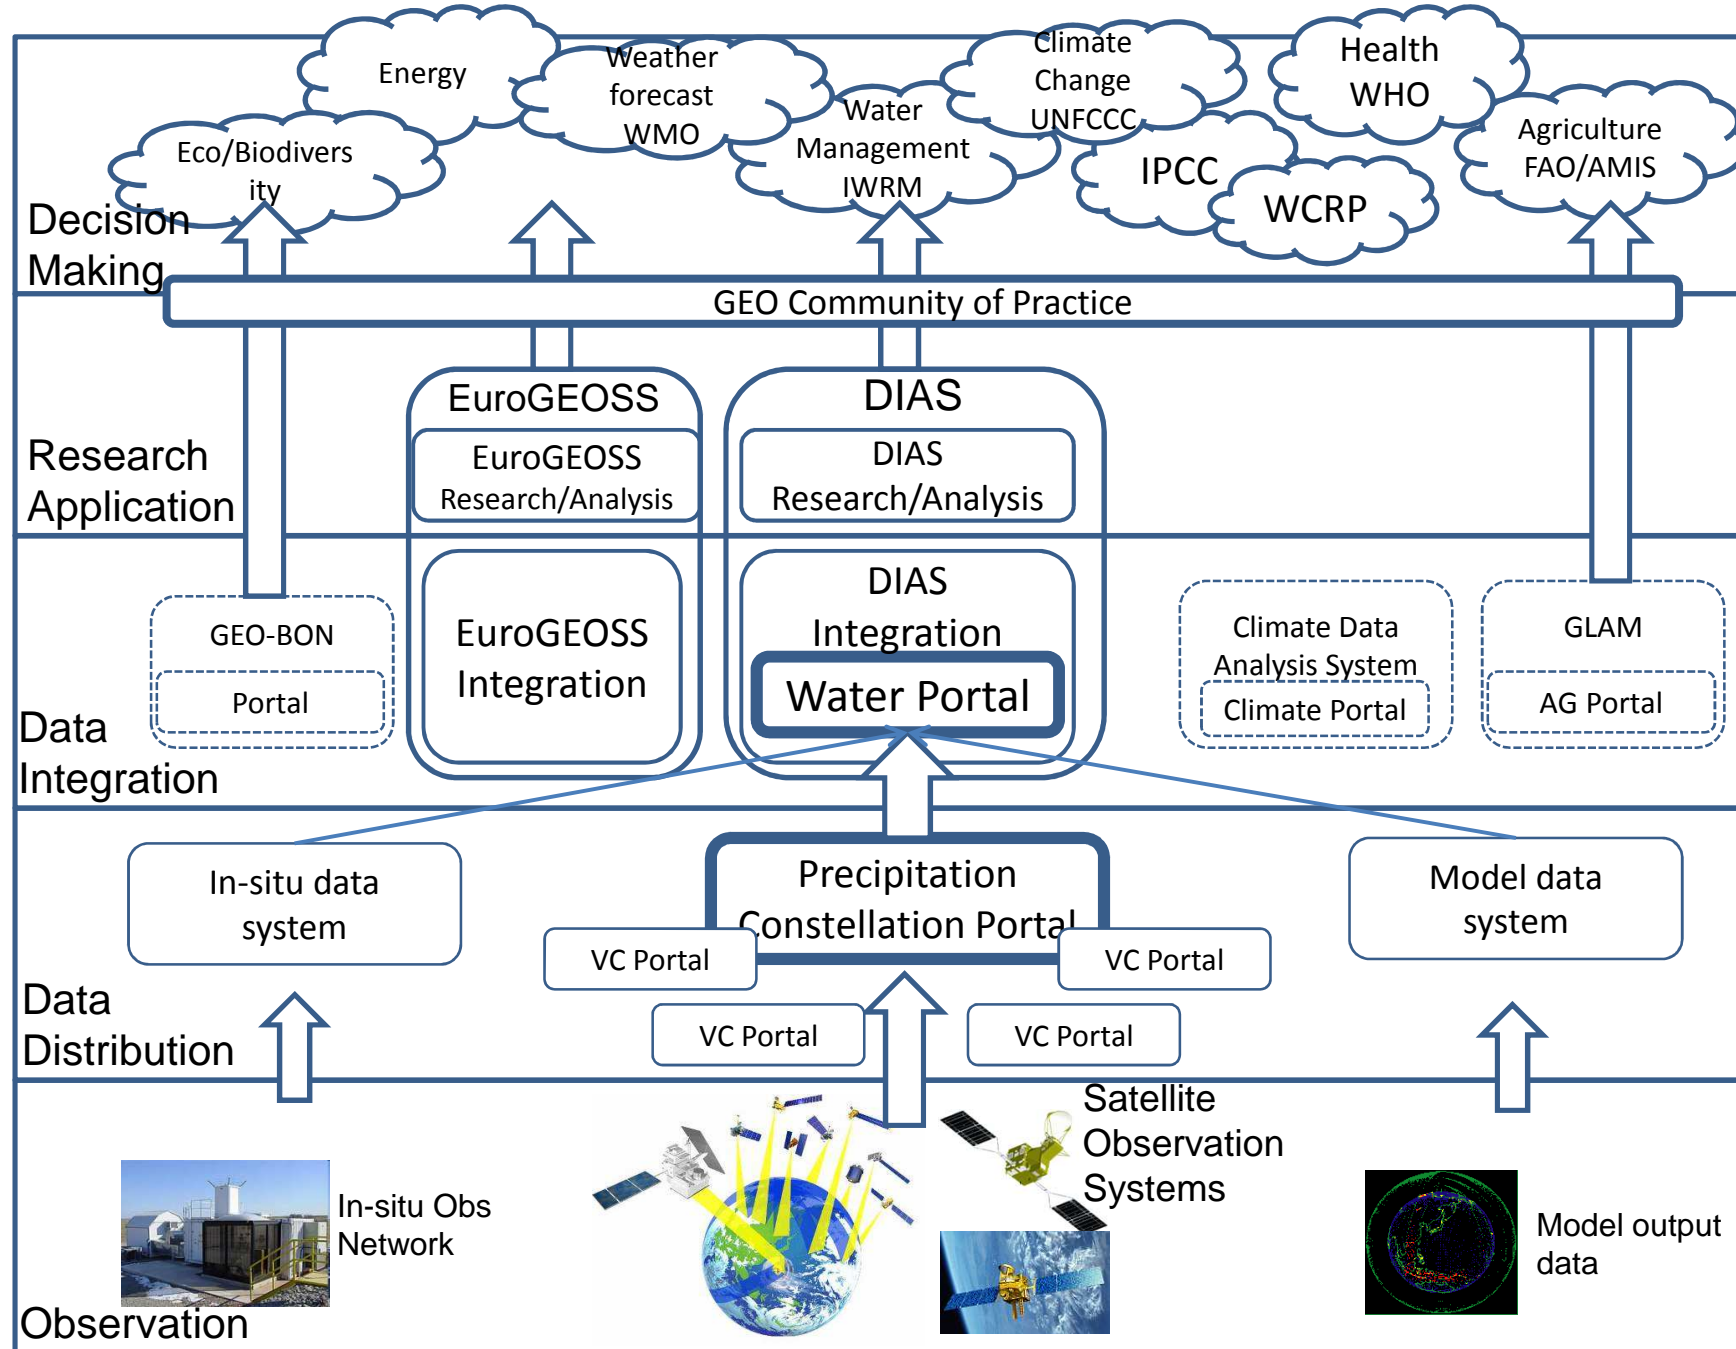 Energy
Weather
forecast
WMO
Climate
Change
UNFCCC
Health
WHO
Eco/Biodivers
ity
Water
Management
IWRM
IPCC
WCRP
Agriculture
FAO/AMIS
Decision
Making
GEO Community of Practice
EuroGEOSS
DIAS
EuroGEOSS
Research/Analysis
DIAS
Research/Analysis
Research
Application
GEO-BON
Portal
EuroGEOSS
Integration
DIAS
Integration
Water Portal
Climate Data
Analysis System
Climate Portal
GLAM
AG Portal
Data
Integration
In-situ data
system
Precipitation
Constellation Portal
Model data
system
VC Portal
VC Portal
VC Portal
VC Portal
Data
Distribution
Satellite
Observation
Systems
In-situ Obs
Network
Model output
data
Observation